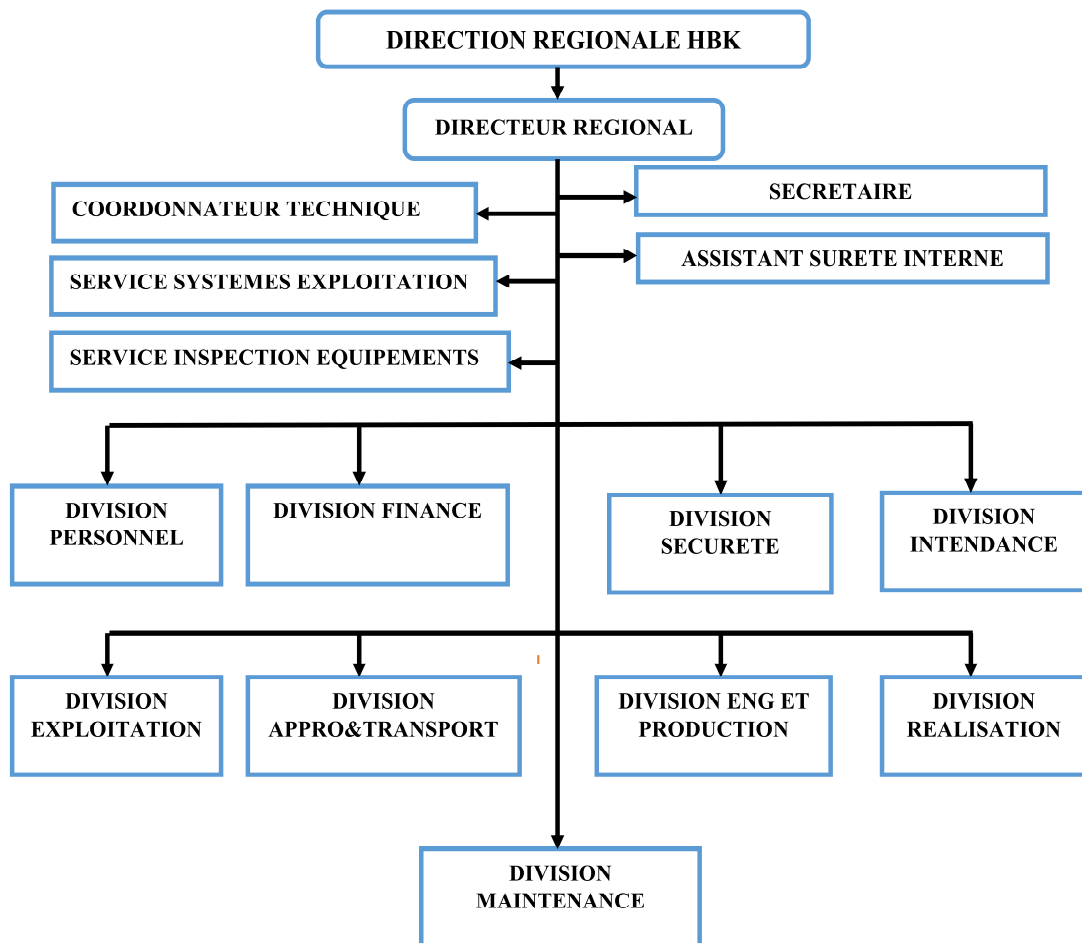 DIRECTION REGIONALE HBK
DIRECTEUR REGIONAL
SECRETAIRE
COORDONNATEUR TECHNIQUE
ASSISTANT SURETE INTERNE
SERVICE SYSTEMES EXPLOITATION
SERVICE INSPECTION EQUIPEMENTS
DIVISION
PERSONNEL
DIVISION FINANCE
DIVISION
SECURETE
DIVISION
INTENDANCE
DIVISION
EXPLOITATION
DIVISION
APPRO&TRANSPORT
DIVISION ENG ET
PRODUCTION
DIVISION
REALISATION
DIVISION
MAINTENANCE